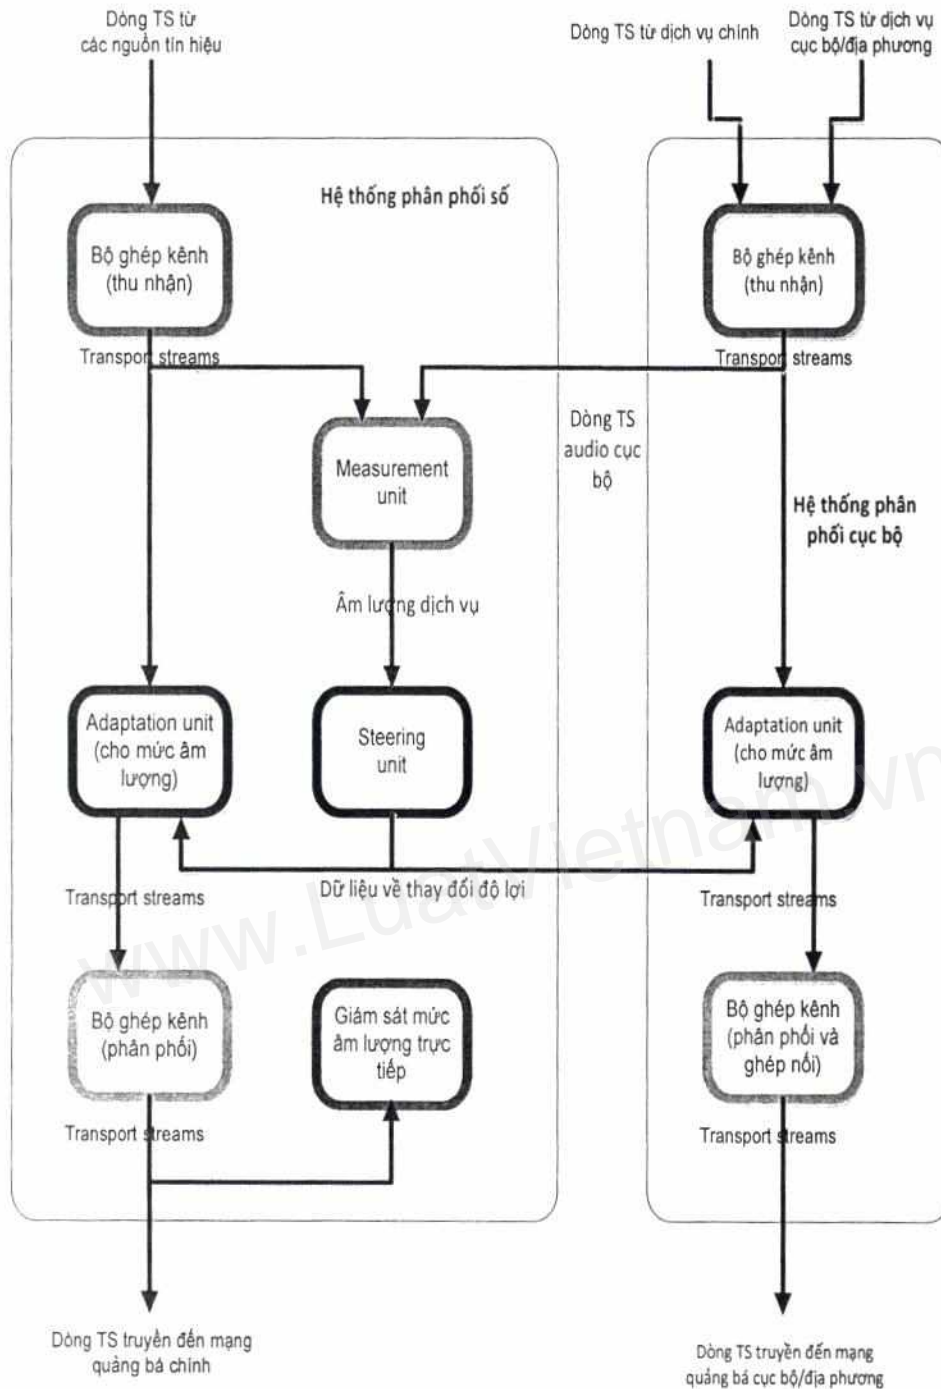 Dòng TS từ
các nguồn tín hiệu
Dòng TS từ dịch vụ chính
Dòng TS từ dịch vụ
cục bộ/địa phương
Hệ thống phân phối số
Bộ ghép kênh
(thu nhận)
Bộ ghép kênh
(thu nhận)
Transport streams
Transport streams
Measurement
unit
Dòng TS
audio cục
bộ
Hệ thống phân
phối cục bộ
Âm lượng dịch vụ
Adaptation unit
(cho mức âm
lượng)
Steering
unit
Adaptation unit
(cho mức âm
lượng)
Dữ liệu về thay đổi độ lợi
Transport streams
Transport streams
Bộ ghép kênh
(phân phối)
Giám sát mức
âm lượng trực
tiếp
Bộ ghép kênh
(phân phối và
ghép nối)
Transport streams
Transport streams
Dòng TS truyền đến mạng
quảng bá chính
Dòng TS truyền đến mạng
quảng bá cục bộ/địa phương
www.LuatVietnam.vn